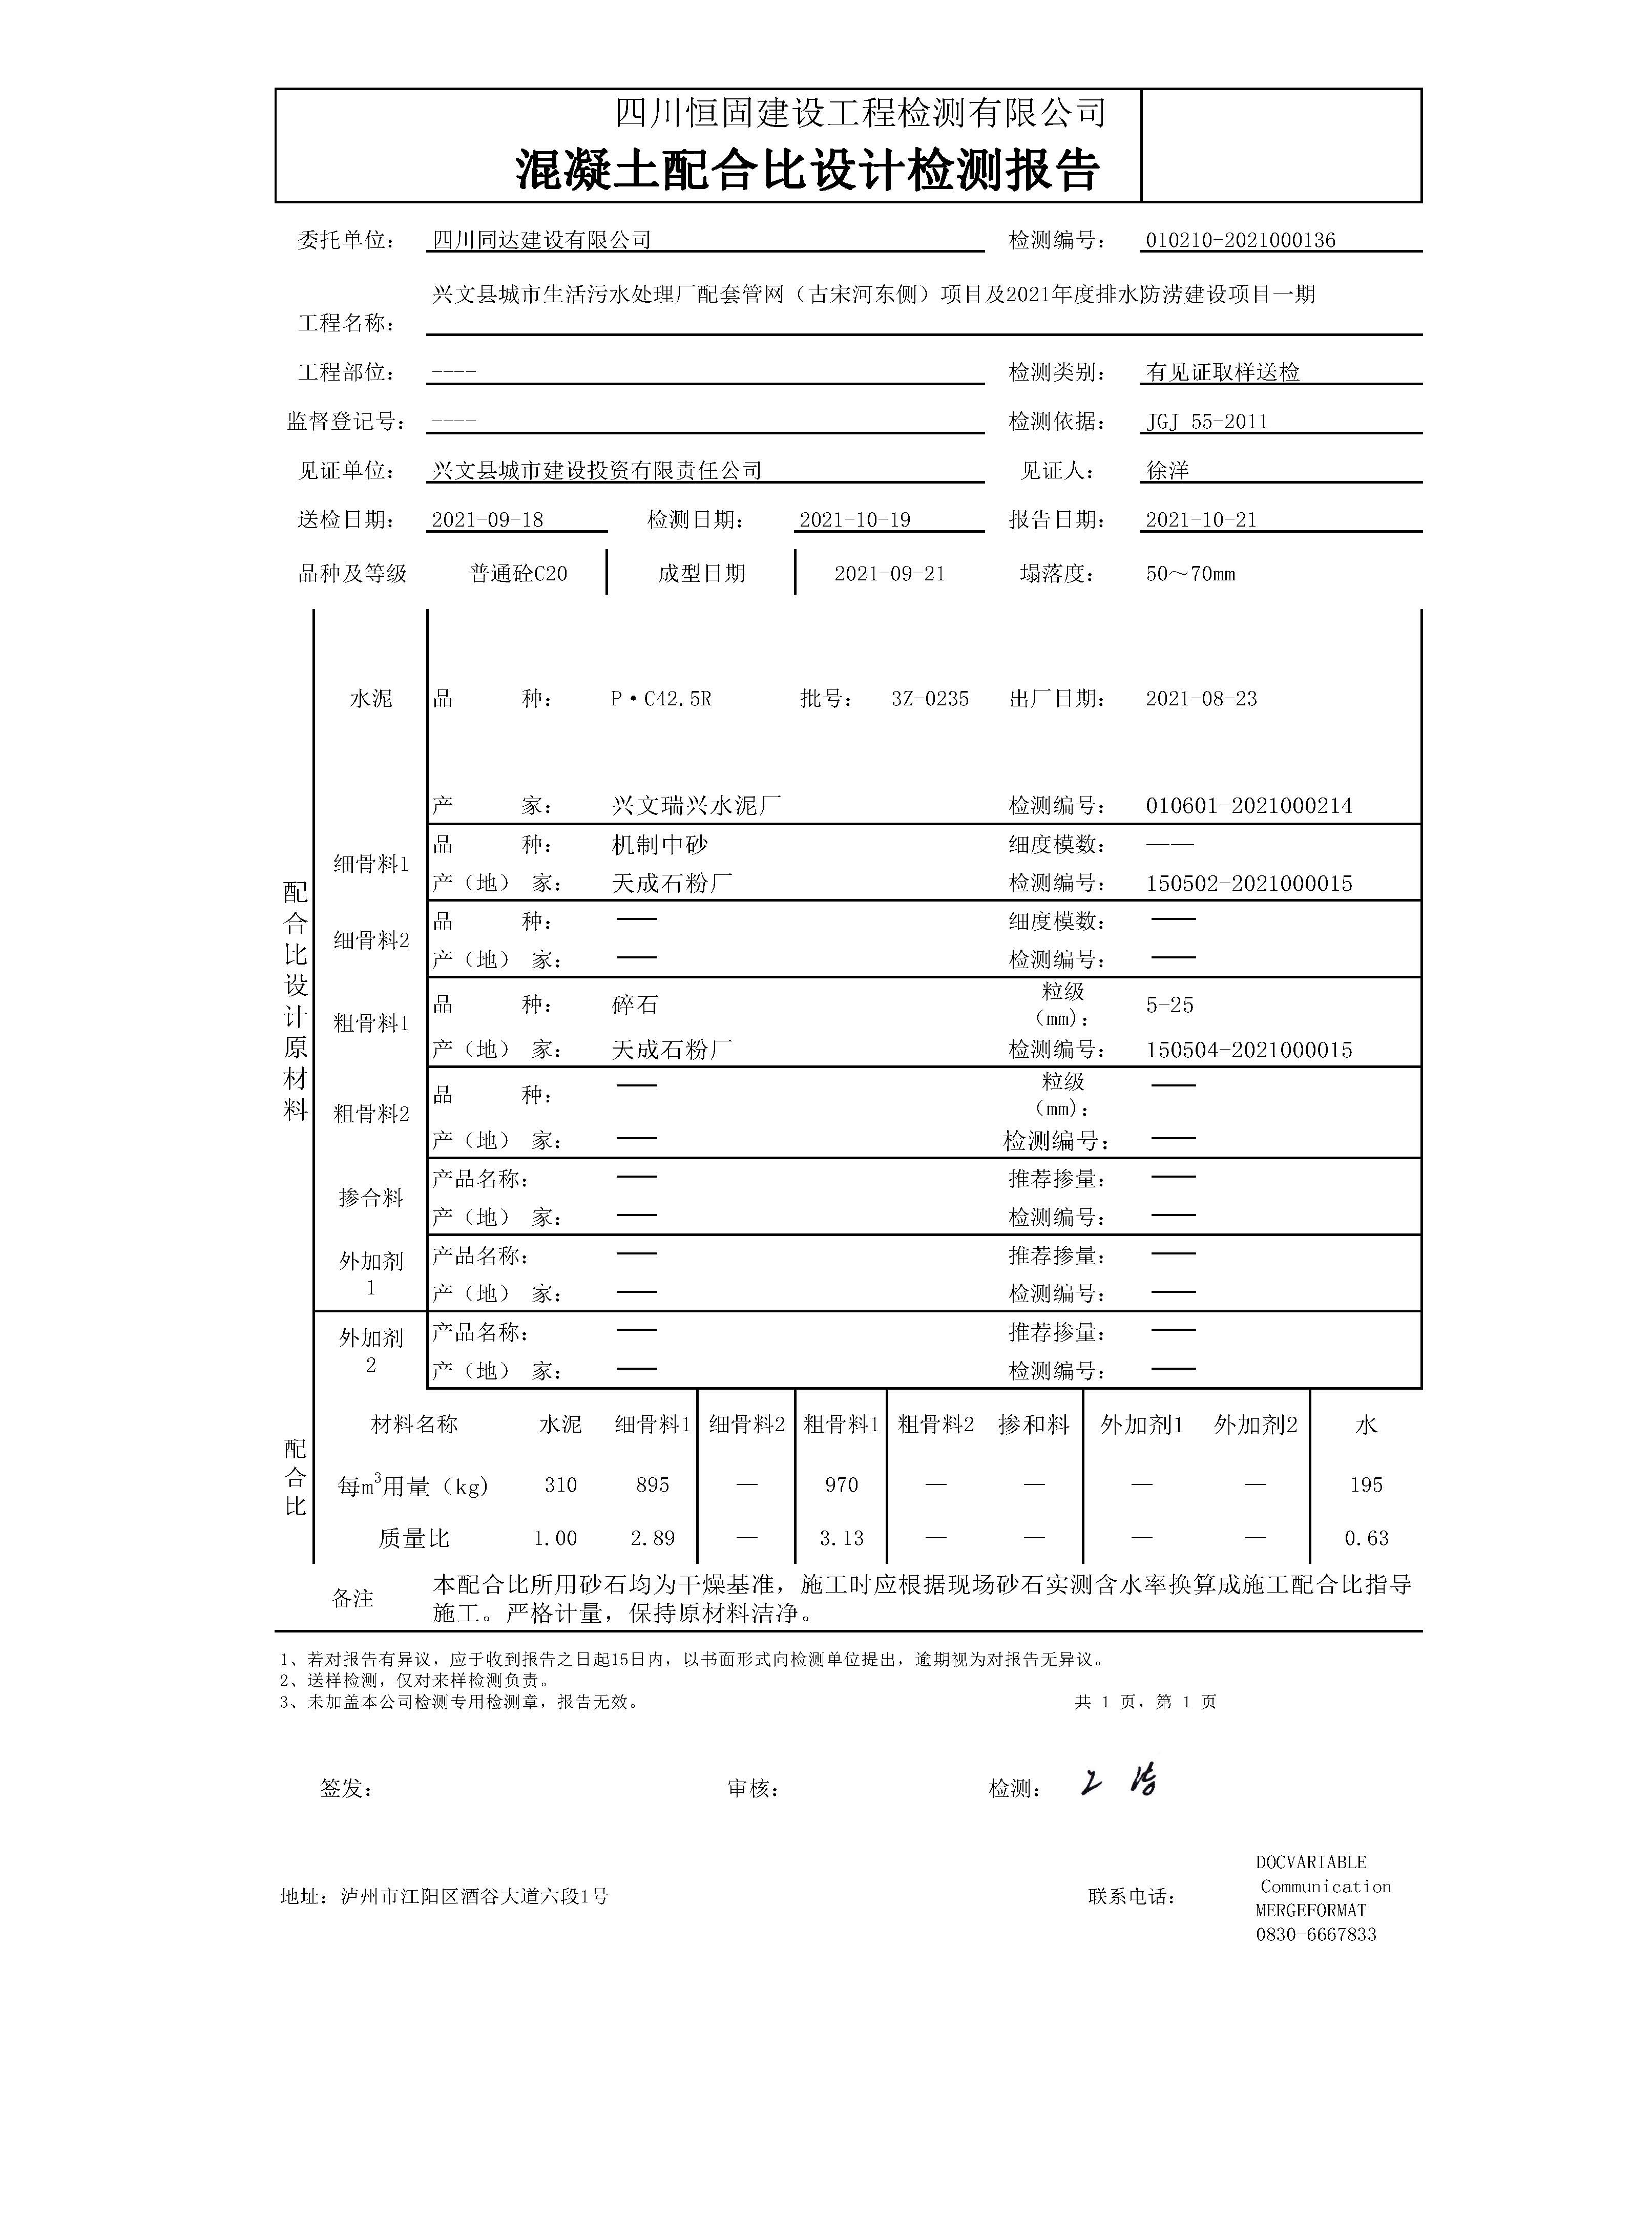 四川恒固建设工程检测有限公司
混凝土配合比设计检测报告
委托单位： 四川同达建设有限公司 检测编号： 010210-2021000136
兴文县城市生活污水处理厂配套管网（古宋河东侧）项目及2021年度排水防涝建设项目一期
工程名称：
工程部位： ---- 检测类别： 有见证取样送检
监督登记号： ---- 检测依据： JGJ 55-2011
见证单位： 兴文县城市建设投资有限责任公司 见证人： 徐洋
送检日期： 2021-09-18 检测日期： 2021-10-19 报告日期： 2021-10-21
品种及等级 普通砼C20 成型日期 2021-09-21 塌落度： 50～70mm
配合比设计原材料
水泥 品 种： P·C42.5R 批号： 3Z-0235 出厂日期： 2021-08-23
产 家： 兴文瑞兴水泥厂 检测编号： 010601-2021000214
细骨料1 品 种： 机制中砂 细度模数： ——
产（地） 家： 天成石粉厂 检测编号： 150502-2021000015
细骨料2 品 种： —— 细度模数： ——
产（地） 家： —— 检测编号： ——
粗骨料1 品 种： 碎石 粒级（mm）： 5-25
产（地） 家： 天成石粉厂 检测编号： 150504-2021000015
粗骨料2 品 种： —— 粒级（mm）： ——
产（地） 家： —— 检测编号： ——
掺合料 产品名称： —— 推荐掺量： ——
产（地） 家： —— 检测编号： ——
外加剂1 产品名称： —— 推荐掺量： ——
产（地） 家： —— 检测编号： ——
外加剂2 产品名称： —— 推荐掺量： ——
产（地） 家： —— 检测编号： ——
配合比
材料名称 水泥 细骨料1 细骨料2 粗骨料1 粗骨料2 掺和料 外加剂1 外加剂2 水
每m³用量（kg) 310 895 — 970 — — — — 195
质量比 1.00 2.89 — 3.13 — — — — 0.63
备注 本配合比所用砂石均为干燥基准，施工时应根据现场砂石实测含水率换算成施工配合比指导
施工。严格计量，保持原材料洁净。
1、若对报告有异议，应于收到报告之日起15日内，以书面形式向检测单位提出，逾期视为对报告无异议。
2、送样检测，仅对来样检测负责。
3、未加盖本公司检测专用检测章，报告无效。 共 1 页，第 1 页
签发： 审核： 检测：
地址：泸州市江阳区酒谷大道六段1号 联系电话：
DOCVARIABLE
Communication
MERGEFORMAT
0830-6667833